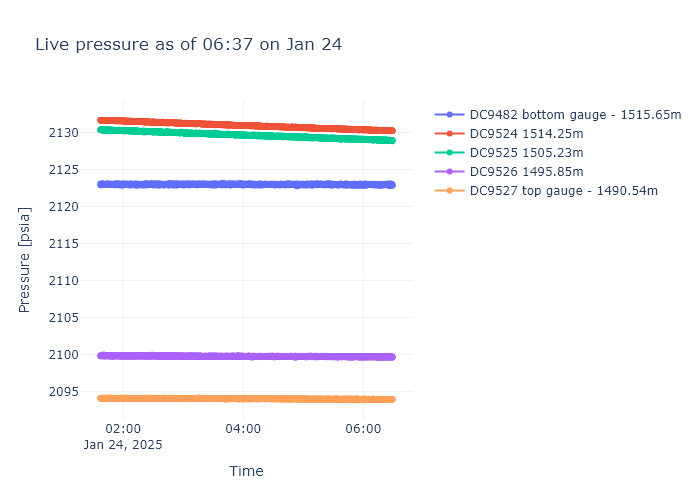 Live pressure as of 06:37 on Jan 24
DC9482 bottom gauge - 1515.65m
DC9524 1514.25m
DC9525 1505.23m
DC9526 1495.85m
DC9527 top gauge - 1490.54m
Pressure [psia]
2130
2125
2120
2115
2110
2105
2100
2095
02:00 04:00 06:00
Jan 24, 2025
Time